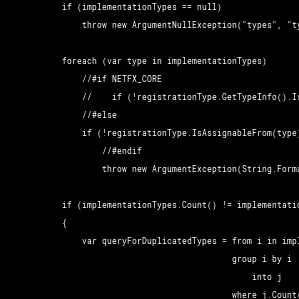 if (implementationTypes == null)
throw new ArgumentNullException("types",
foreach (var type in implementationTypes)
//#if NETFX_CORE
// if (!registrationType.GetTypeInfo().Is
//#else
if (!registrationType.IsAssignableFrom(type
//#endif
throw new ArgumentException(String.Forma
if (implementationTypes.Count() != implementatio
{
var queryForDuplicatedTypes = from i in impl
group i by i
into j
where j.Count(